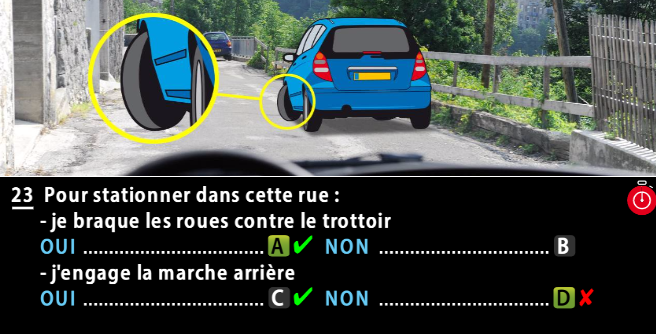 23 Pour stationner dans cette rue :
- je braque les roues contre le trottoir
OUI ................................ A ✔ NON ................................ B
- j'engage la marche arrière
OUI ................................ C ✔ NON ................................ D ✘